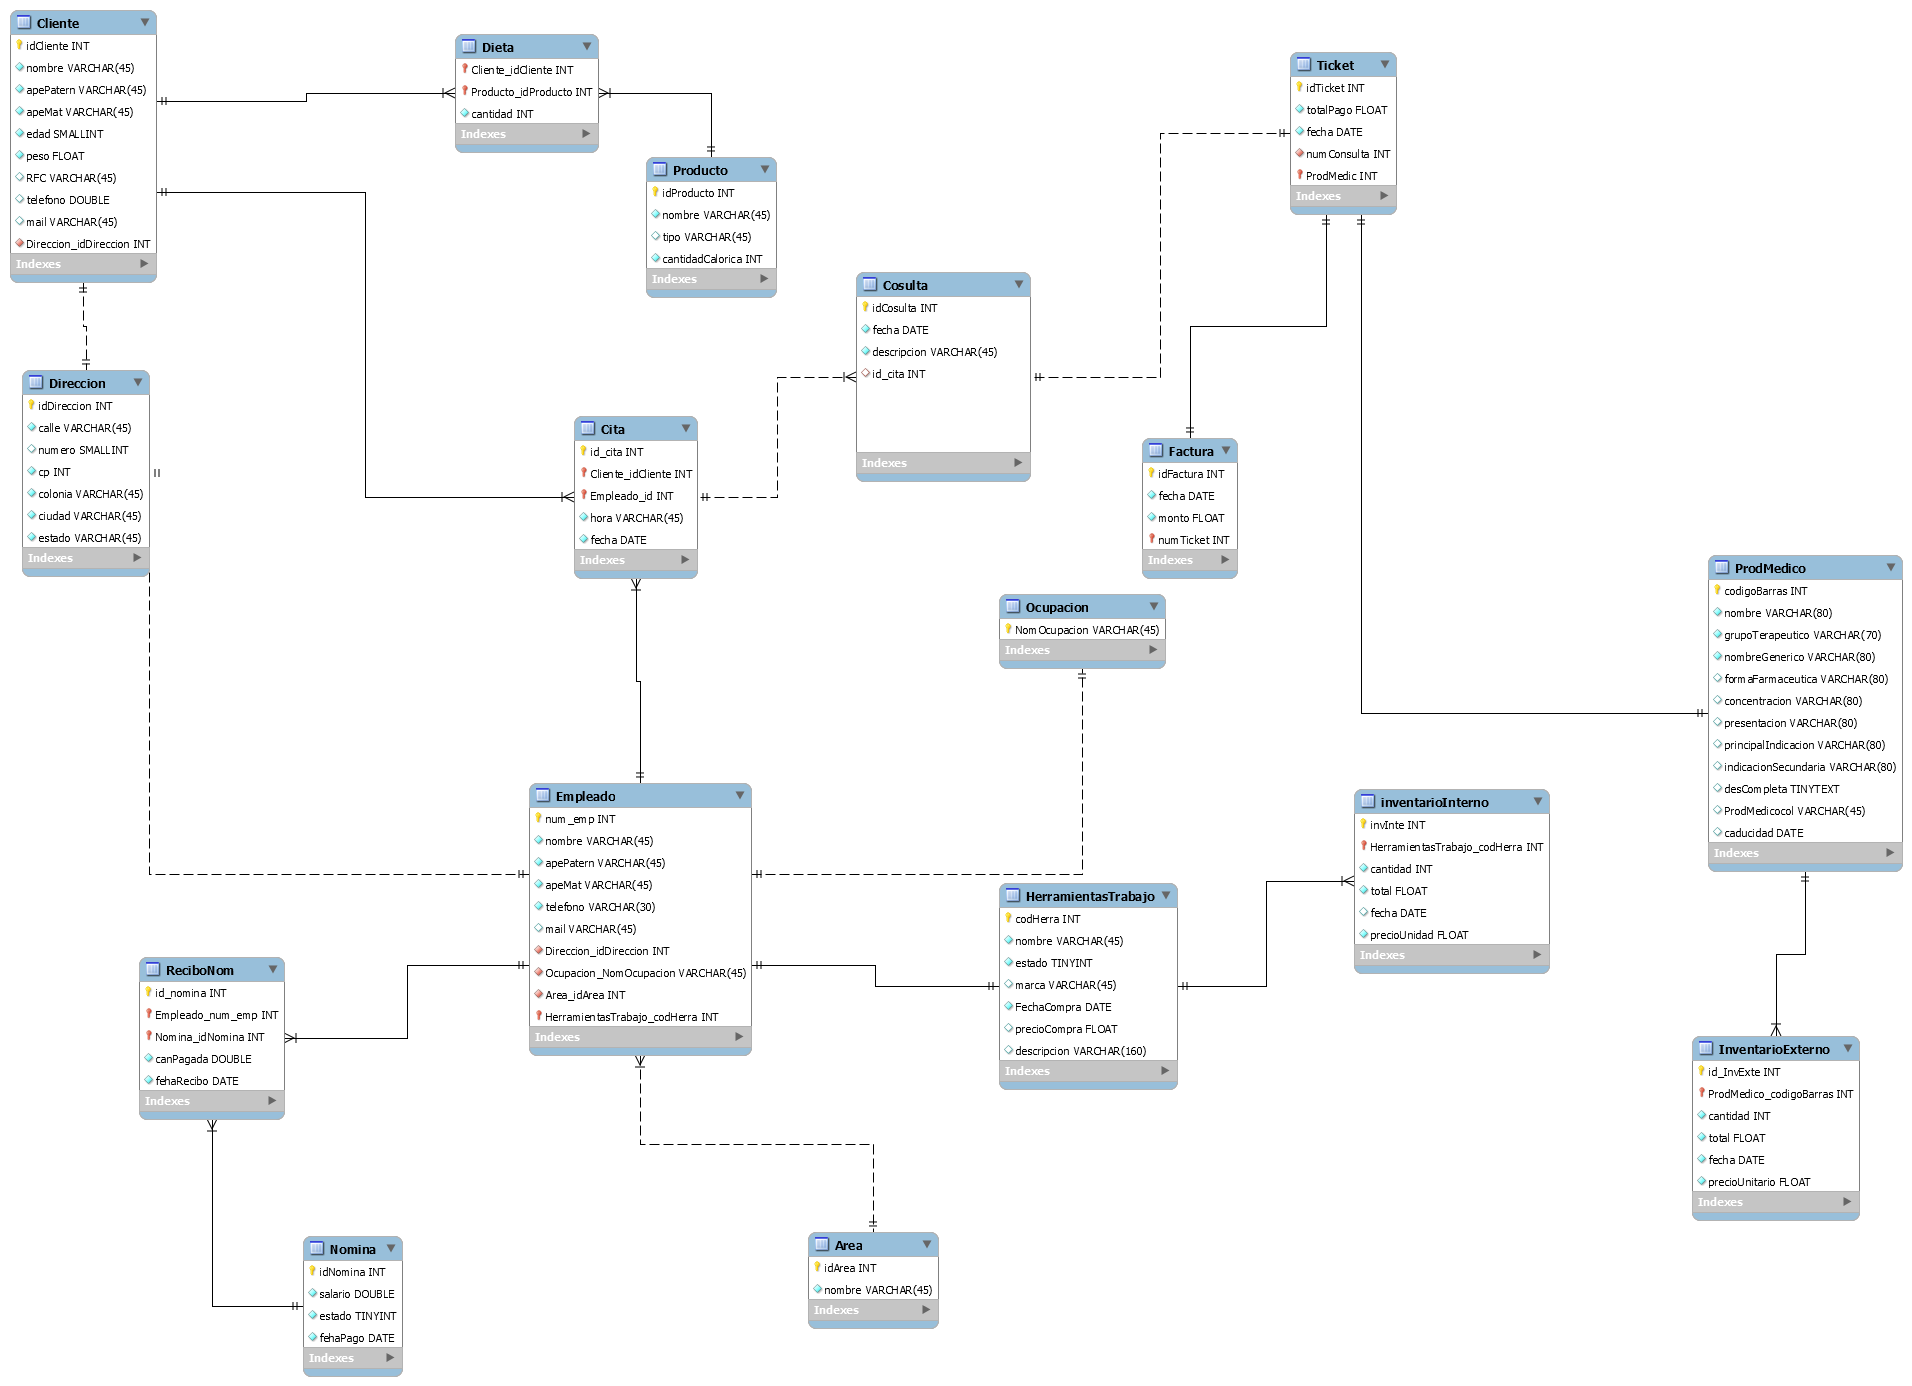 Cliente
idCliente INT
nombre VARCHAR(45)
apePatern VARCHAR(45)
apeMat VARCHAR(45)
edad SMALLINT
peso FLOAT
RFC VARCHAR(45)
telefono DOUBLE
mail VARCHAR(45)
Direccion_idDireccion INT
Indexes
Dieta
Cliente_idCliente INT
Producto_idProducto INT
cantidad INT
Indexes
Producto
idProducto INT
nombre VARCHAR(45)
tipo VARCHAR(45)
cantidadCalorica INT
Indexes
Ticket
idTicket INT
totalPago FLOAT
fecha DATE
numConsulta INT
ProdMedic INT
Indexes
Cosulta
idCosulta INT
fecha DATE
descripcion VARCHAR(45)
id_cita INT
Indexes
Direccion
idDireccion INT
calle VARCHAR(45)
numero SMALLINT
cp INT
colonia VARCHAR(45)
ciudad VARCHAR(45)
estado VARCHAR(45)
Indexes
Cita
id_cita INT
Cliente_idCliente INT
Empleado_id INT
hora VARCHAR(45)
fecha DATE
Indexes
Factura
idFactura INT
fecha DATE
monto FLOAT
numTicket INT
Indexes
Ocupacion
NomOcupacion VARCHAR(45)
Indexes
ProdMedico
codigoBarras INT
nombre VARCHAR(80)
grupoTerapeutico VARCHAR(70)
nombreGenerico VARCHAR(80)
formaFarmaceutica VARCHAR(80)
concentracion VARCHAR(80)
presentacion VARCHAR(80)
principalIndicacion VARCHAR(80)
indicacionSecundaria VARCHAR(80)
desCompleta TINYTEXT
ProdMedicocol VARCHAR(45)
caducidad DATE
Indexes
Empleado
num_emp INT
nombre VARCHAR(45)
apePatern VARCHAR(45)
apeMat VARCHAR(45)
telefono VARCHAR(30)
mail VARCHAR(45)
Direccion_idDireccion INT
Ocupacion_NomOcupacion VARCHAR(45)
Area_idArea INT
HerramientasTrabajo_codHerra INT
Indexes
inventarioInterno
invInte INT
HerramientasTrabajo_codHerra INT
cantidad INT
total FLOAT
fecha DATE
precioUnidad FLOAT
Indexes
HerramientasTrabajo
codHerra INT
nombre VARCHAR(45)
estado TINYINT
marca VARCHAR(45)
FechaCompra DATE
precioCompra FLOAT
descripcion VARCHAR(160)
Indexes
ReciboNom
id_nomina INT
Empleado_num_emp INT
Nomina_idNomina INT
canPagada DOUBLE
fehaRecibo DATE
Indexes
InventarioExterno
id_InvExte INT
ProdMedico_codigoBarras INT
cantidad INT
total FLOAT
fecha DATE
precioUnitario FLOAT
Indexes
Nomina
idNomina INT
salario DOUBLE
estado TINYINT
fehaPago DATE
Indexes
Area
idArea INT
nombre VARCHAR(45)
Indexes